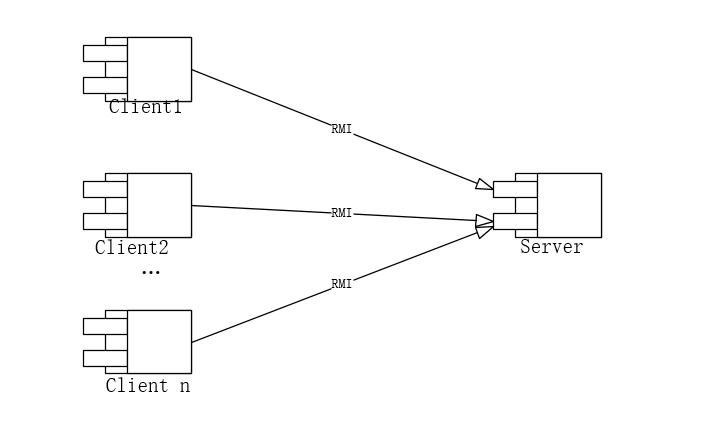 Client1
RMI
Client2
RMI
Server
...
RMI
Client n